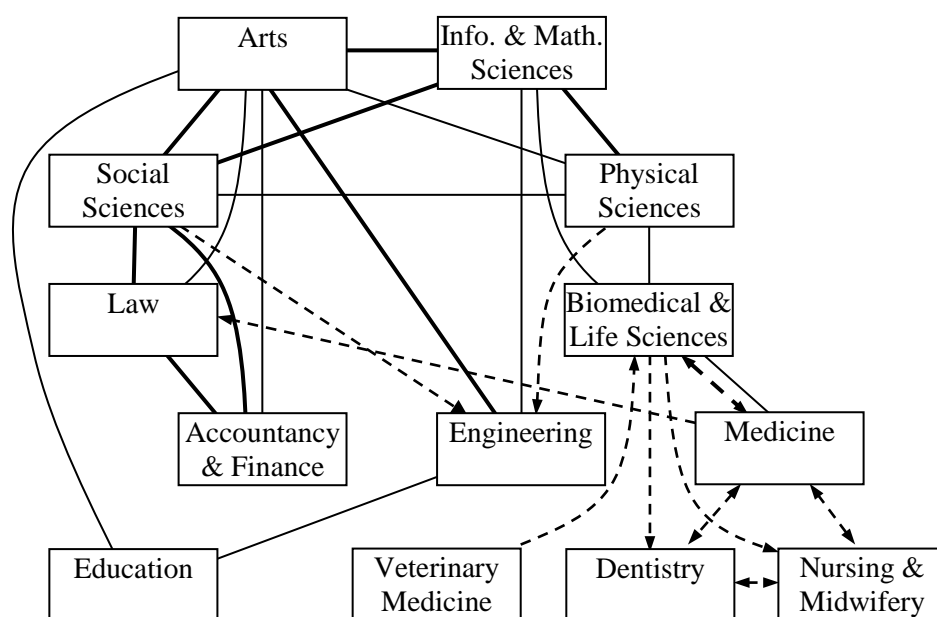 Arts
Info. & Math.
Sciences
Social
Sciences
Physical
Sciences
Law
Biomedical &
Life Sciences
Accountancy
& Finance
Engineering
Medicine
Education
Veterinary
Medicine
Dentistry
Nursing &
Midwifery